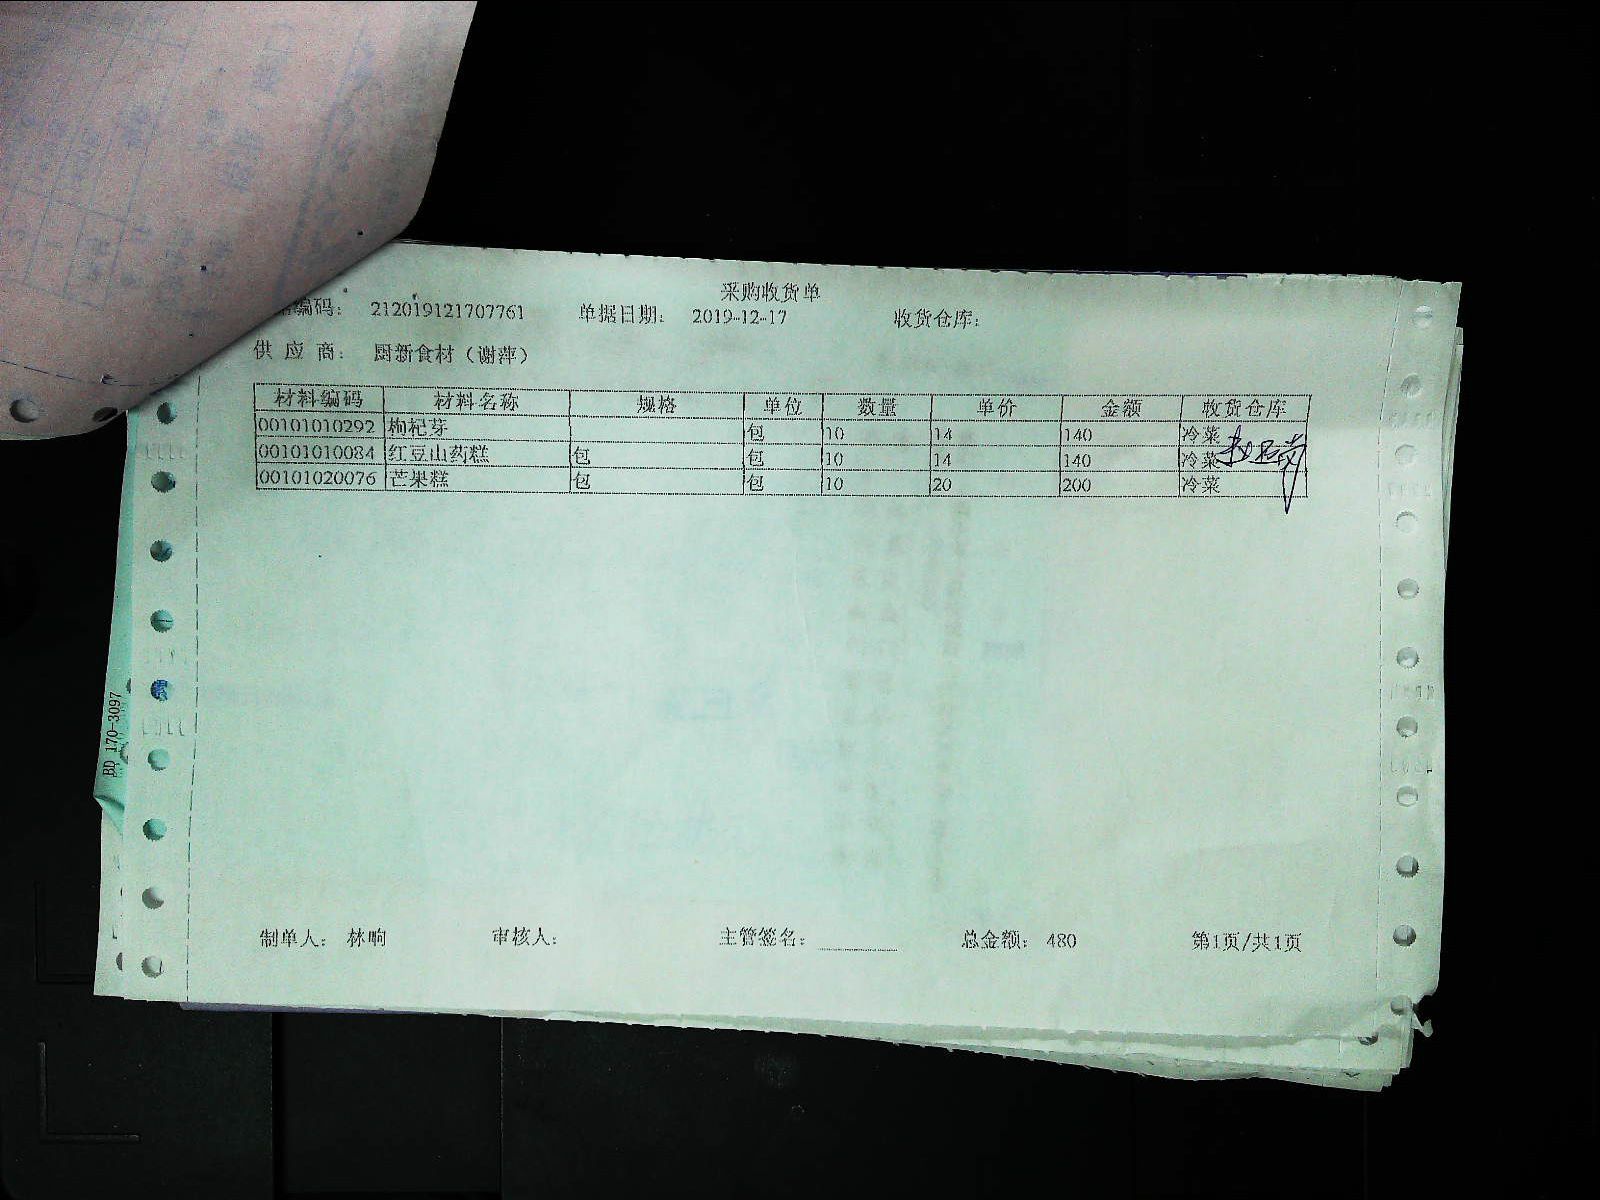 采购收货单
编码： 212019121707761 单据日期： 2019-12-17 收货仓库：
供 应 商： 厨新食材（谢萍）
材料编码 材料名称 规格 单位 数量 单价 金额 收货仓库
00101010292 枸杞芽 包 10 14 140 冷菜
00101010084 红豆山药糕 包 包 10 14 140 冷菜
00101020076 芒果糕 包 包 10 20 200 冷菜
BD 170-3097
制单人： 林响 审核人： 主管签名： 总金额： 480 第1页/共1页